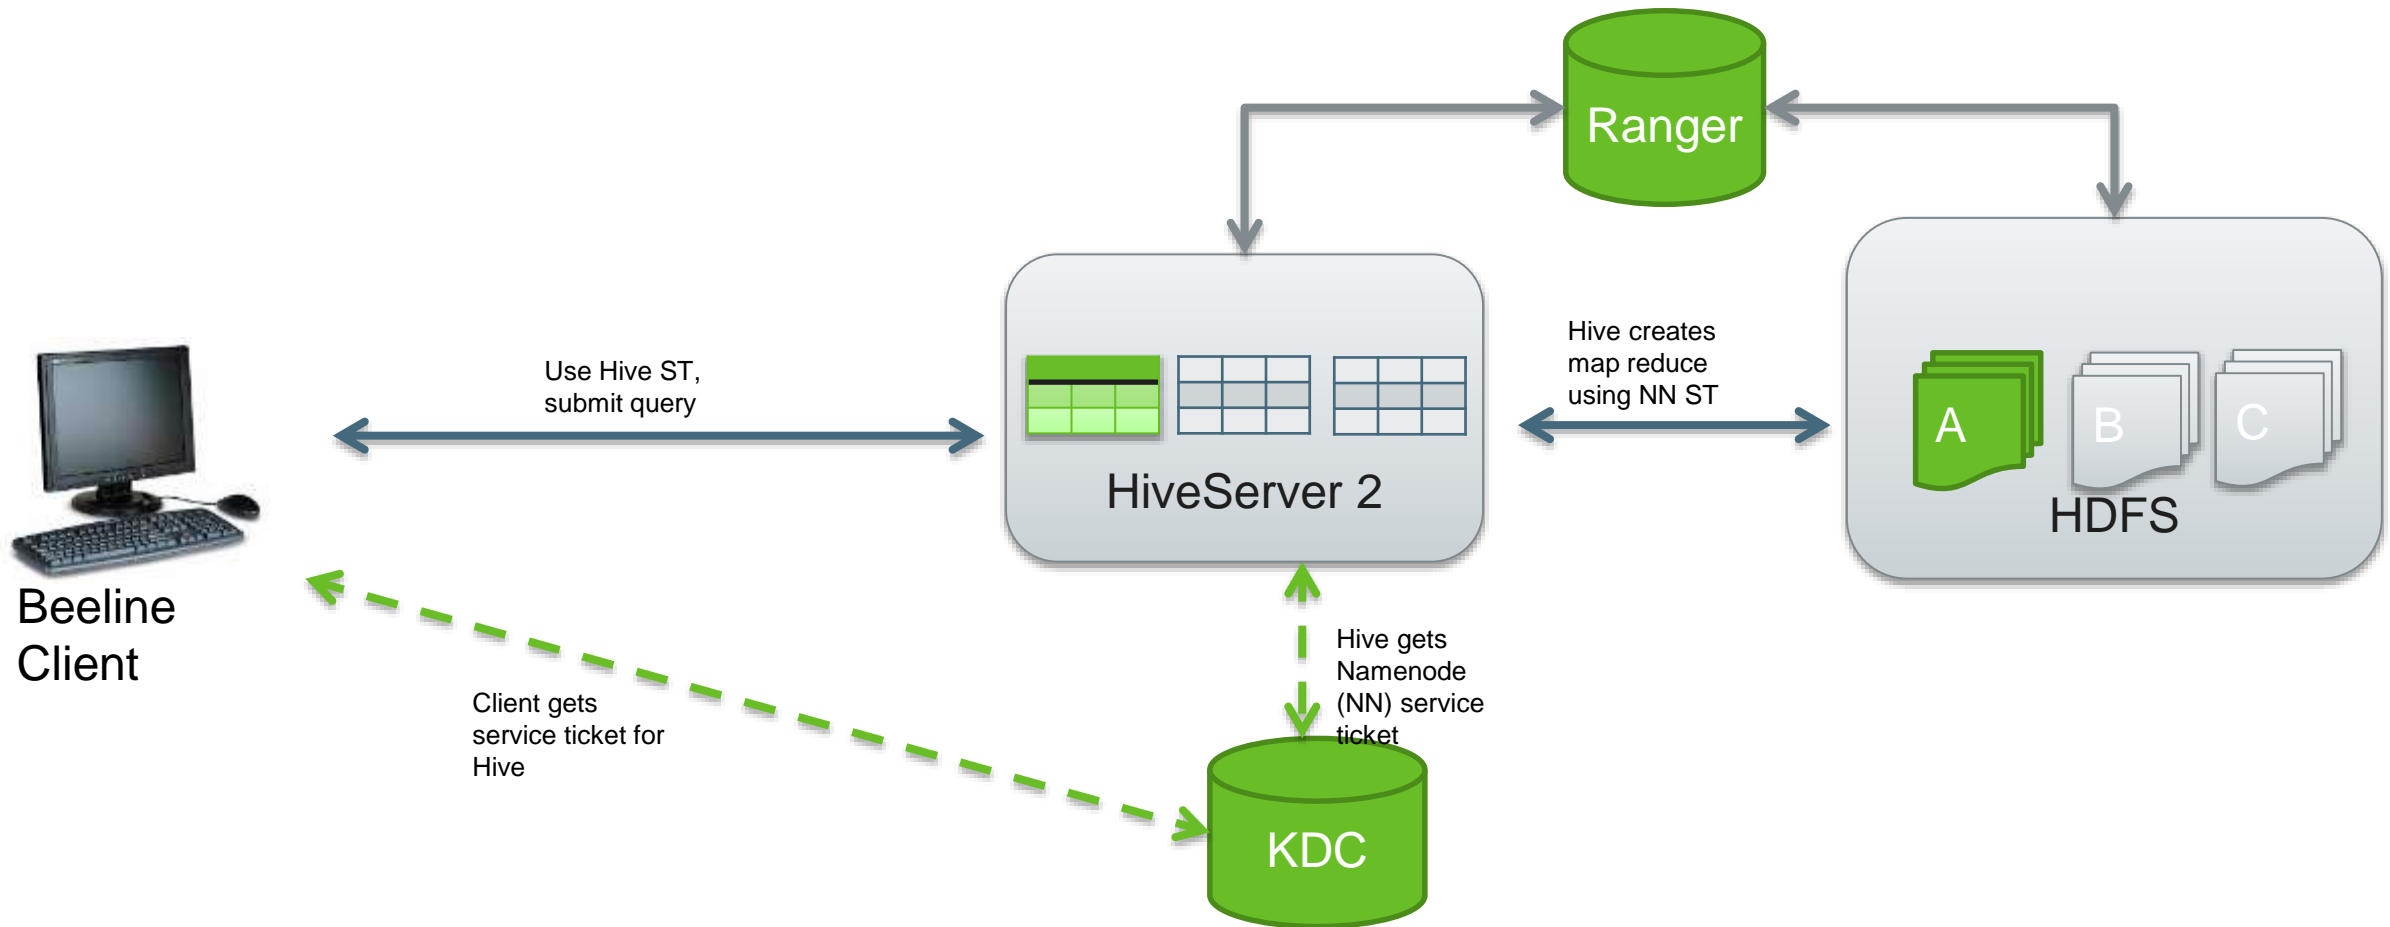 Ranger
Use Hive ST,
submit query
Hive creates
map reduce
using NN ST
A
B
C
HiveServer 2
HDFS
Beeline
Client
Client gets
service ticket for
Hive
Hive gets
Namenode
(NN) service
ticket
KDC